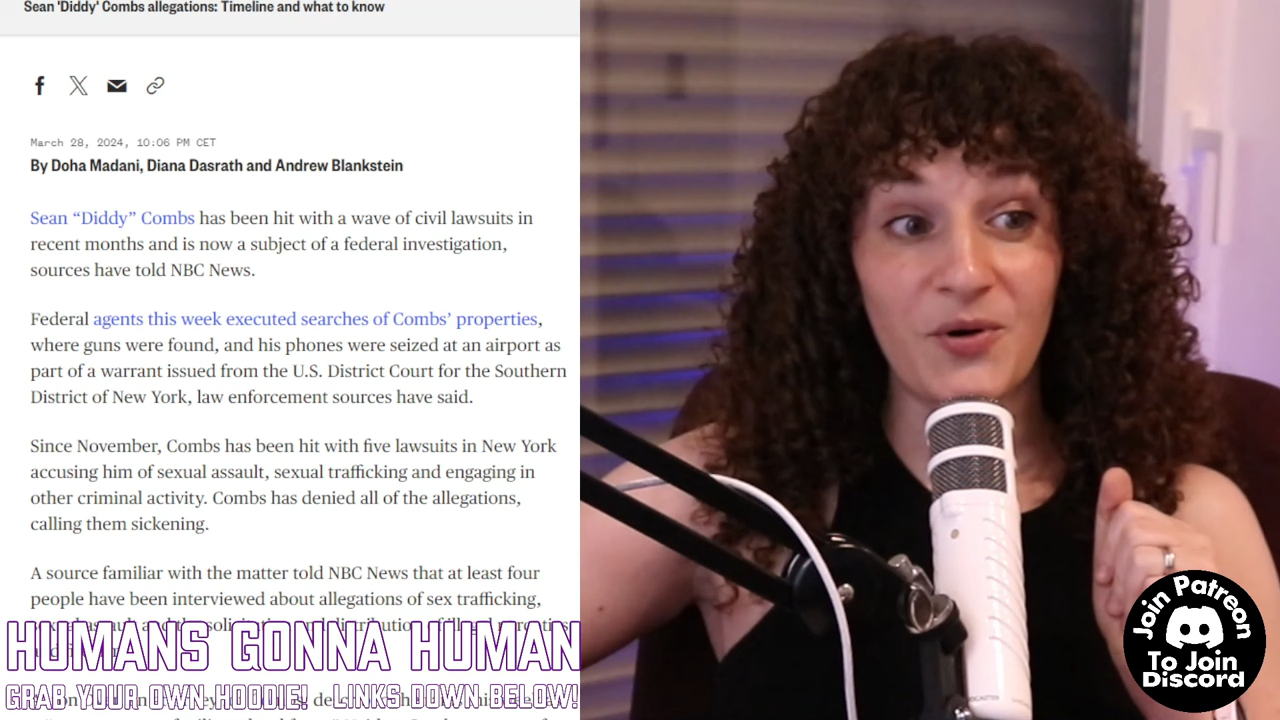 Sean 'Diddy' Combs allegations: Timeline and what to know
March 28, 2024, 10:06 PM CET
By Doha Madani, Diana Dasrath and Andrew Blankstein
Sean “Diddy” Combs has been hit with a wave of civil lawsuits in
recent months and is now a subject of a federal investigation,
sources have told NBC News.
Federal agents this week executed searches of Combs’ properties,
where guns were found, and his phones were seized at an airport as
part of a warrant issued from the U.S. District Court for the Southern
District of New York, law enforcement sources have said.
Since November, Combs has been hit with five lawsuits in New York
accusing him of sexual assault, sexual trafficking and engaging in
other criminal activity. Combs has denied all of the allegations,
calling them sickening.
A source familiar with the matter told NBC News that at least four
people have been interviewed about allegations of sex trafficking,
HUMANS GONNA HUMAN
GRAB YOUR OWN HOODIE! LINKS DOWN BELOW!
Join Patreon
To Join
Discord